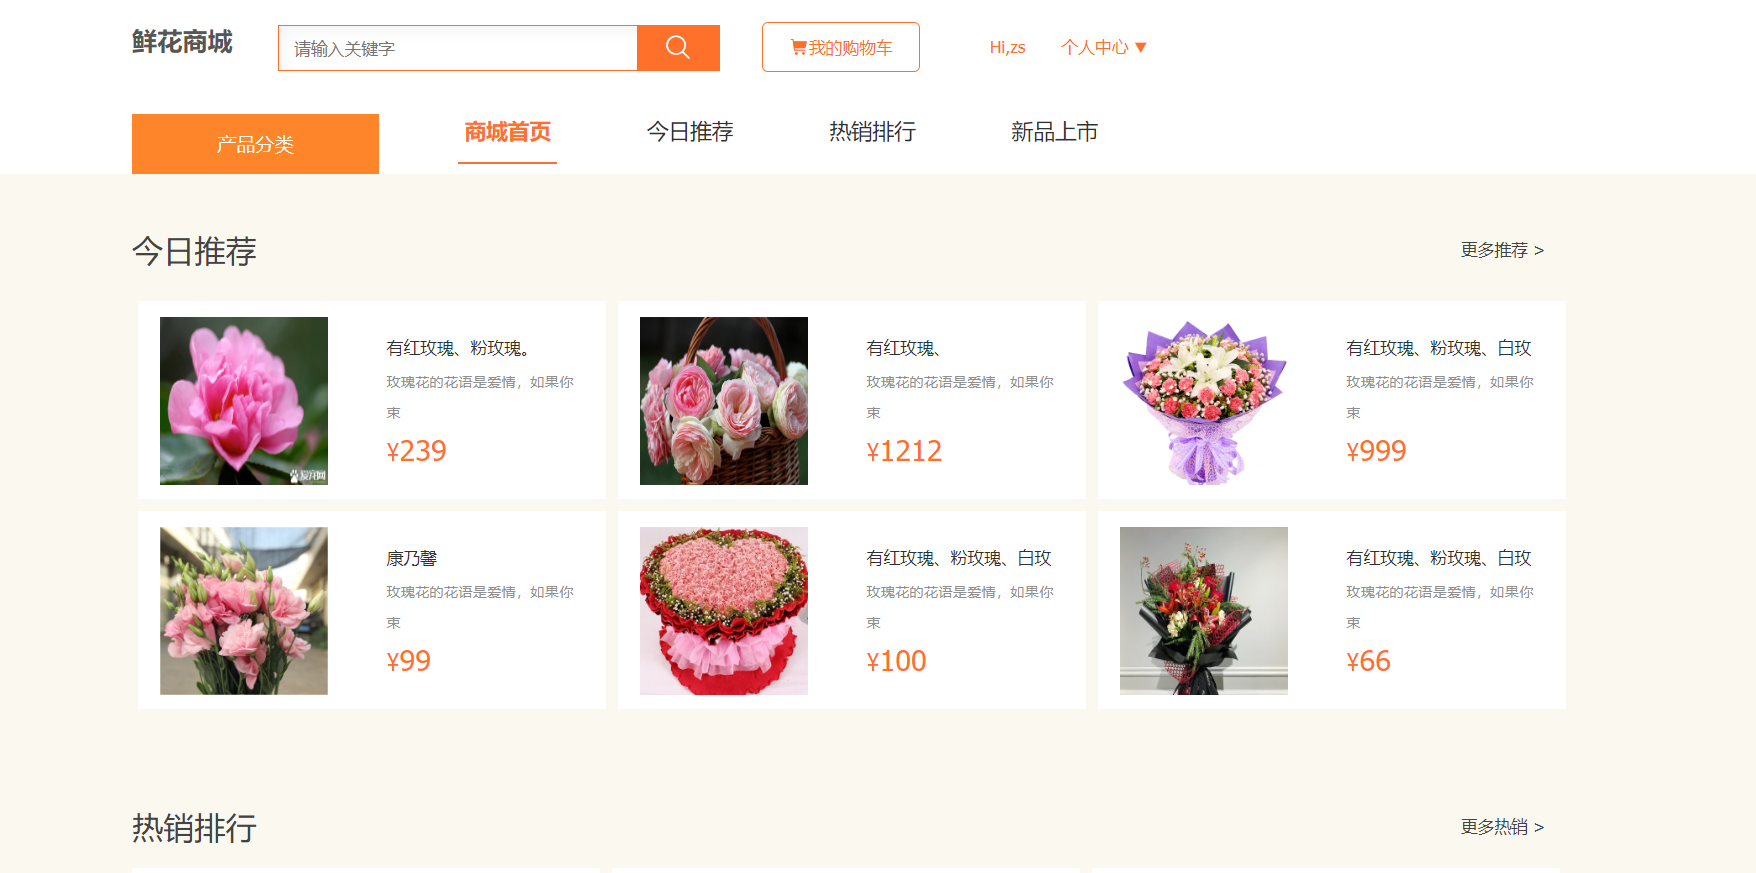 鲜花商城
请输入关键字
我的购物车
Hi,zs
个人中心 ▼
产品分类
商城首页
今日推荐
热销排行
新品上市
今日推荐
更多推荐 >
有红玫瑰、粉玫瑰。
玫瑰花的花语是爱情，如果你
束
¥239
有红玫瑰、
玫瑰花的花语是爱情，如果你
束
¥1212
有红玫瑰、粉玫瑰、白玫
玫瑰花的花语是爱情，如果你
束
¥999
康乃馨
玫瑰花的花语是爱情，如果你
束
¥99
有红玫瑰、粉玫瑰、白玫
玫瑰花的花语是爱情，如果你
束
¥100
有红玫瑰、粉玫瑰、白玫
玫瑰花的花语是爱情，如果你
束
¥66
热销排行
更多热销 >